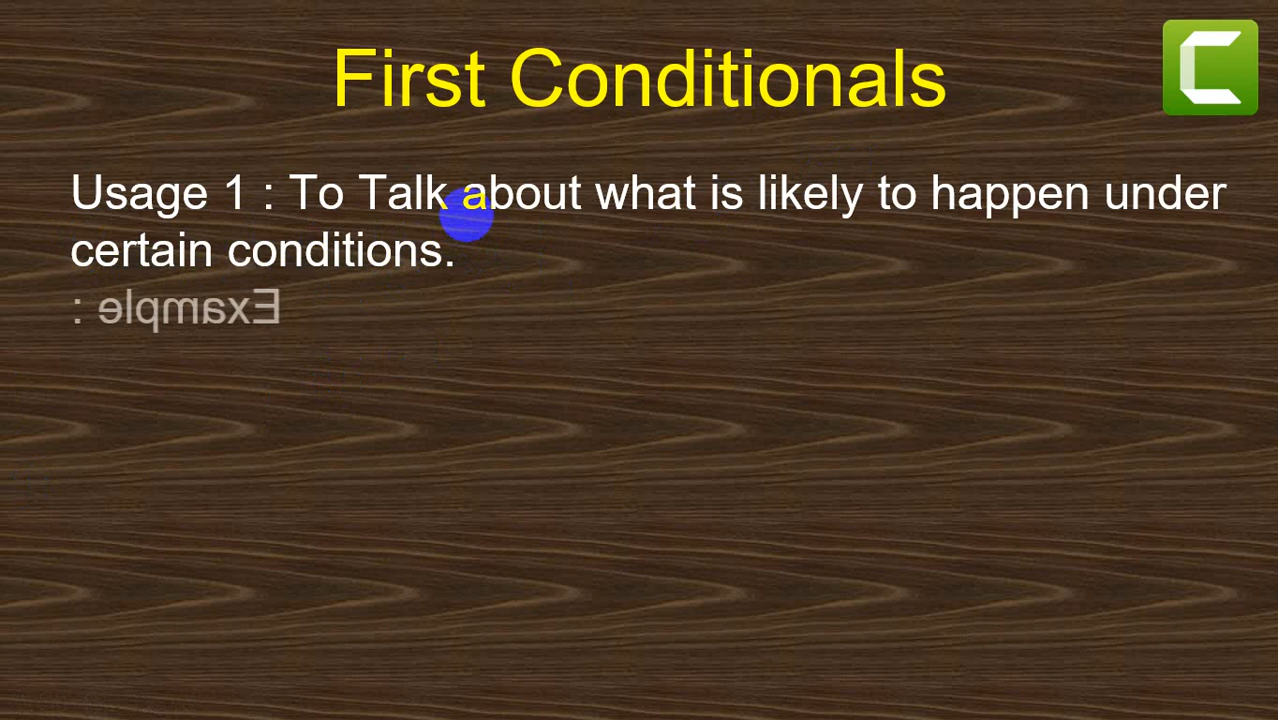 First Conditionals
Usage 1 : To Talk about what is likely to happen under
certain conditions.
Example :